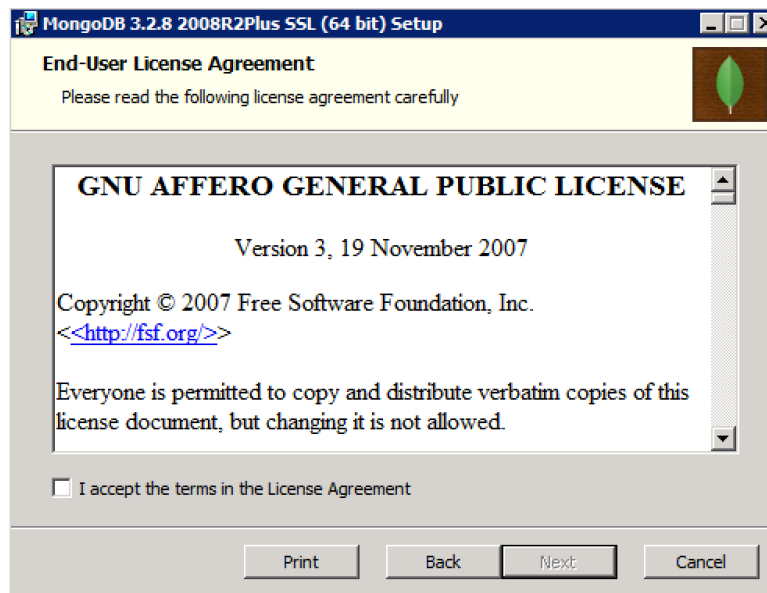 MongoDB 3.2.8 2008R2Plus SSL (64 bit) Setup
End-User License Agreement
Please read the following license agreement carefully
GNU AFFERO GENERAL PUBLIC LICENSE
Version 3, 19 November 2007
Copyright © 2007 Free Software Foundation, Inc.
<<http://fsf.org/>>
Everyone is permitted to copy and distribute verbatim copies of this
license document, but changing it is not allowed.
I accept the terms in the License Agreement
Print Back Next Cancel